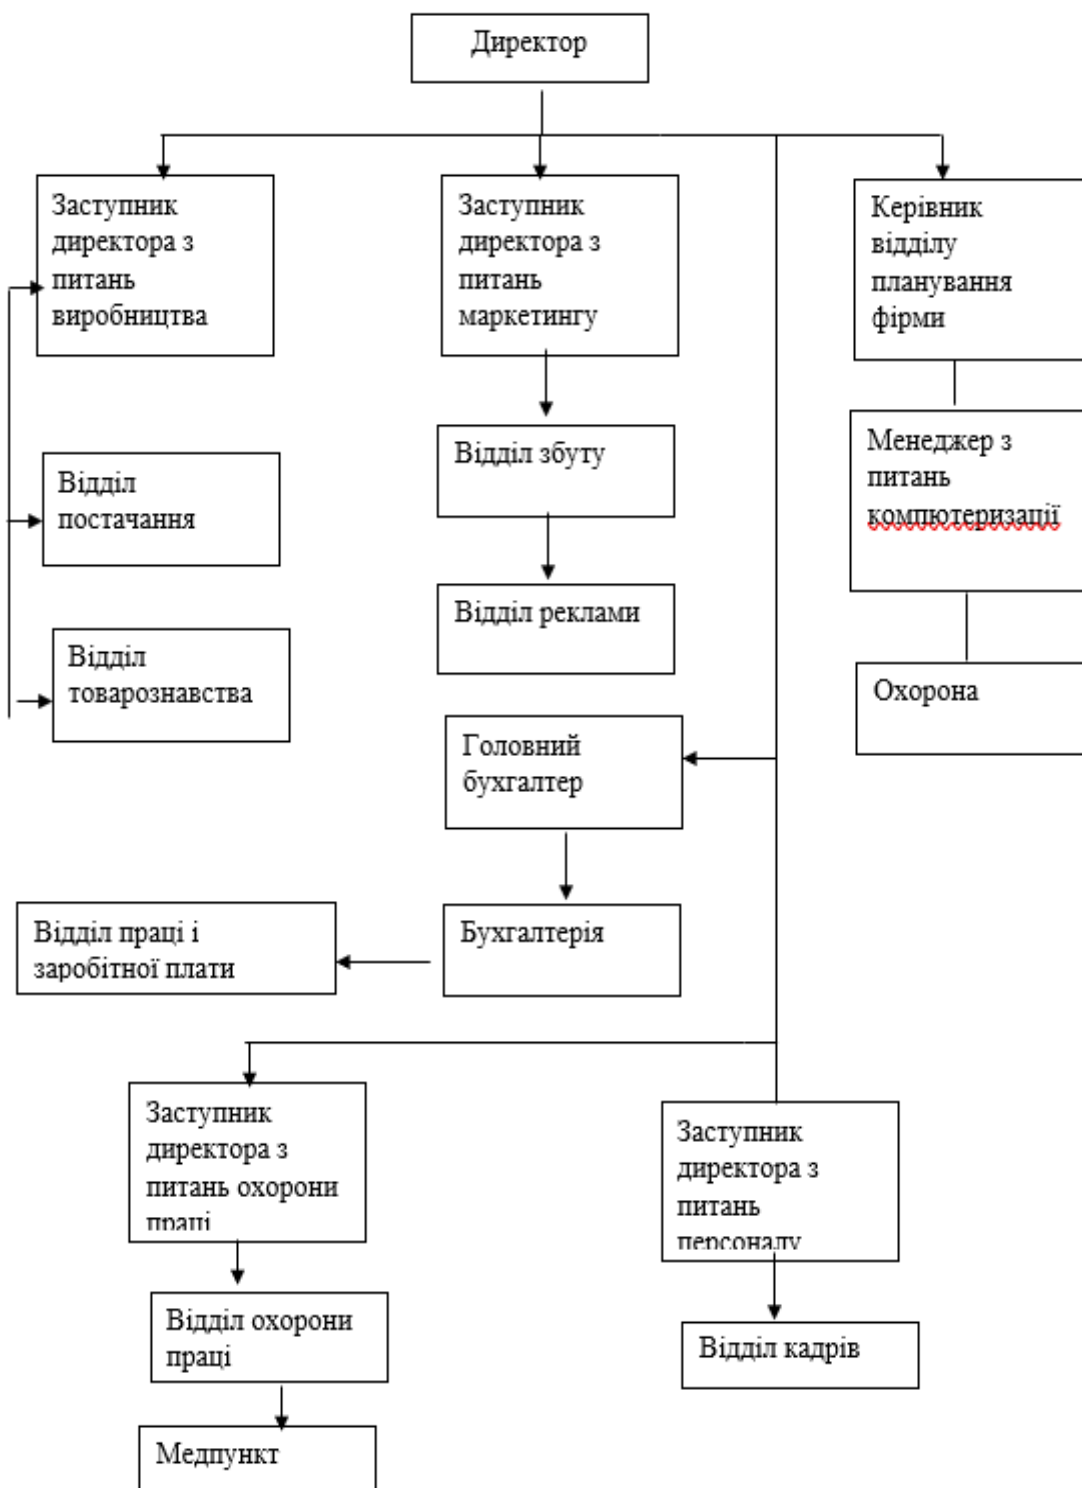 Директор
Заступник
директора з
питань
виробництва
Заступник
директора з
питань
маркетингу
Керівник
відділу
планування
фірми
Відділ збуту
Менеджер з
питань
компютеризації
Відділ
постачання
Відділ реклами
Відділ
товарознавства
Охорона
Головний
бухгалтер
Відділ праці і
заробітної плати
Бухгалтерія
Заступник
директора з
питань охорони
праці
Заступник
директора з
питань
персоналу
Відділ охорони
праці
Відділ кадрів
Медпункт